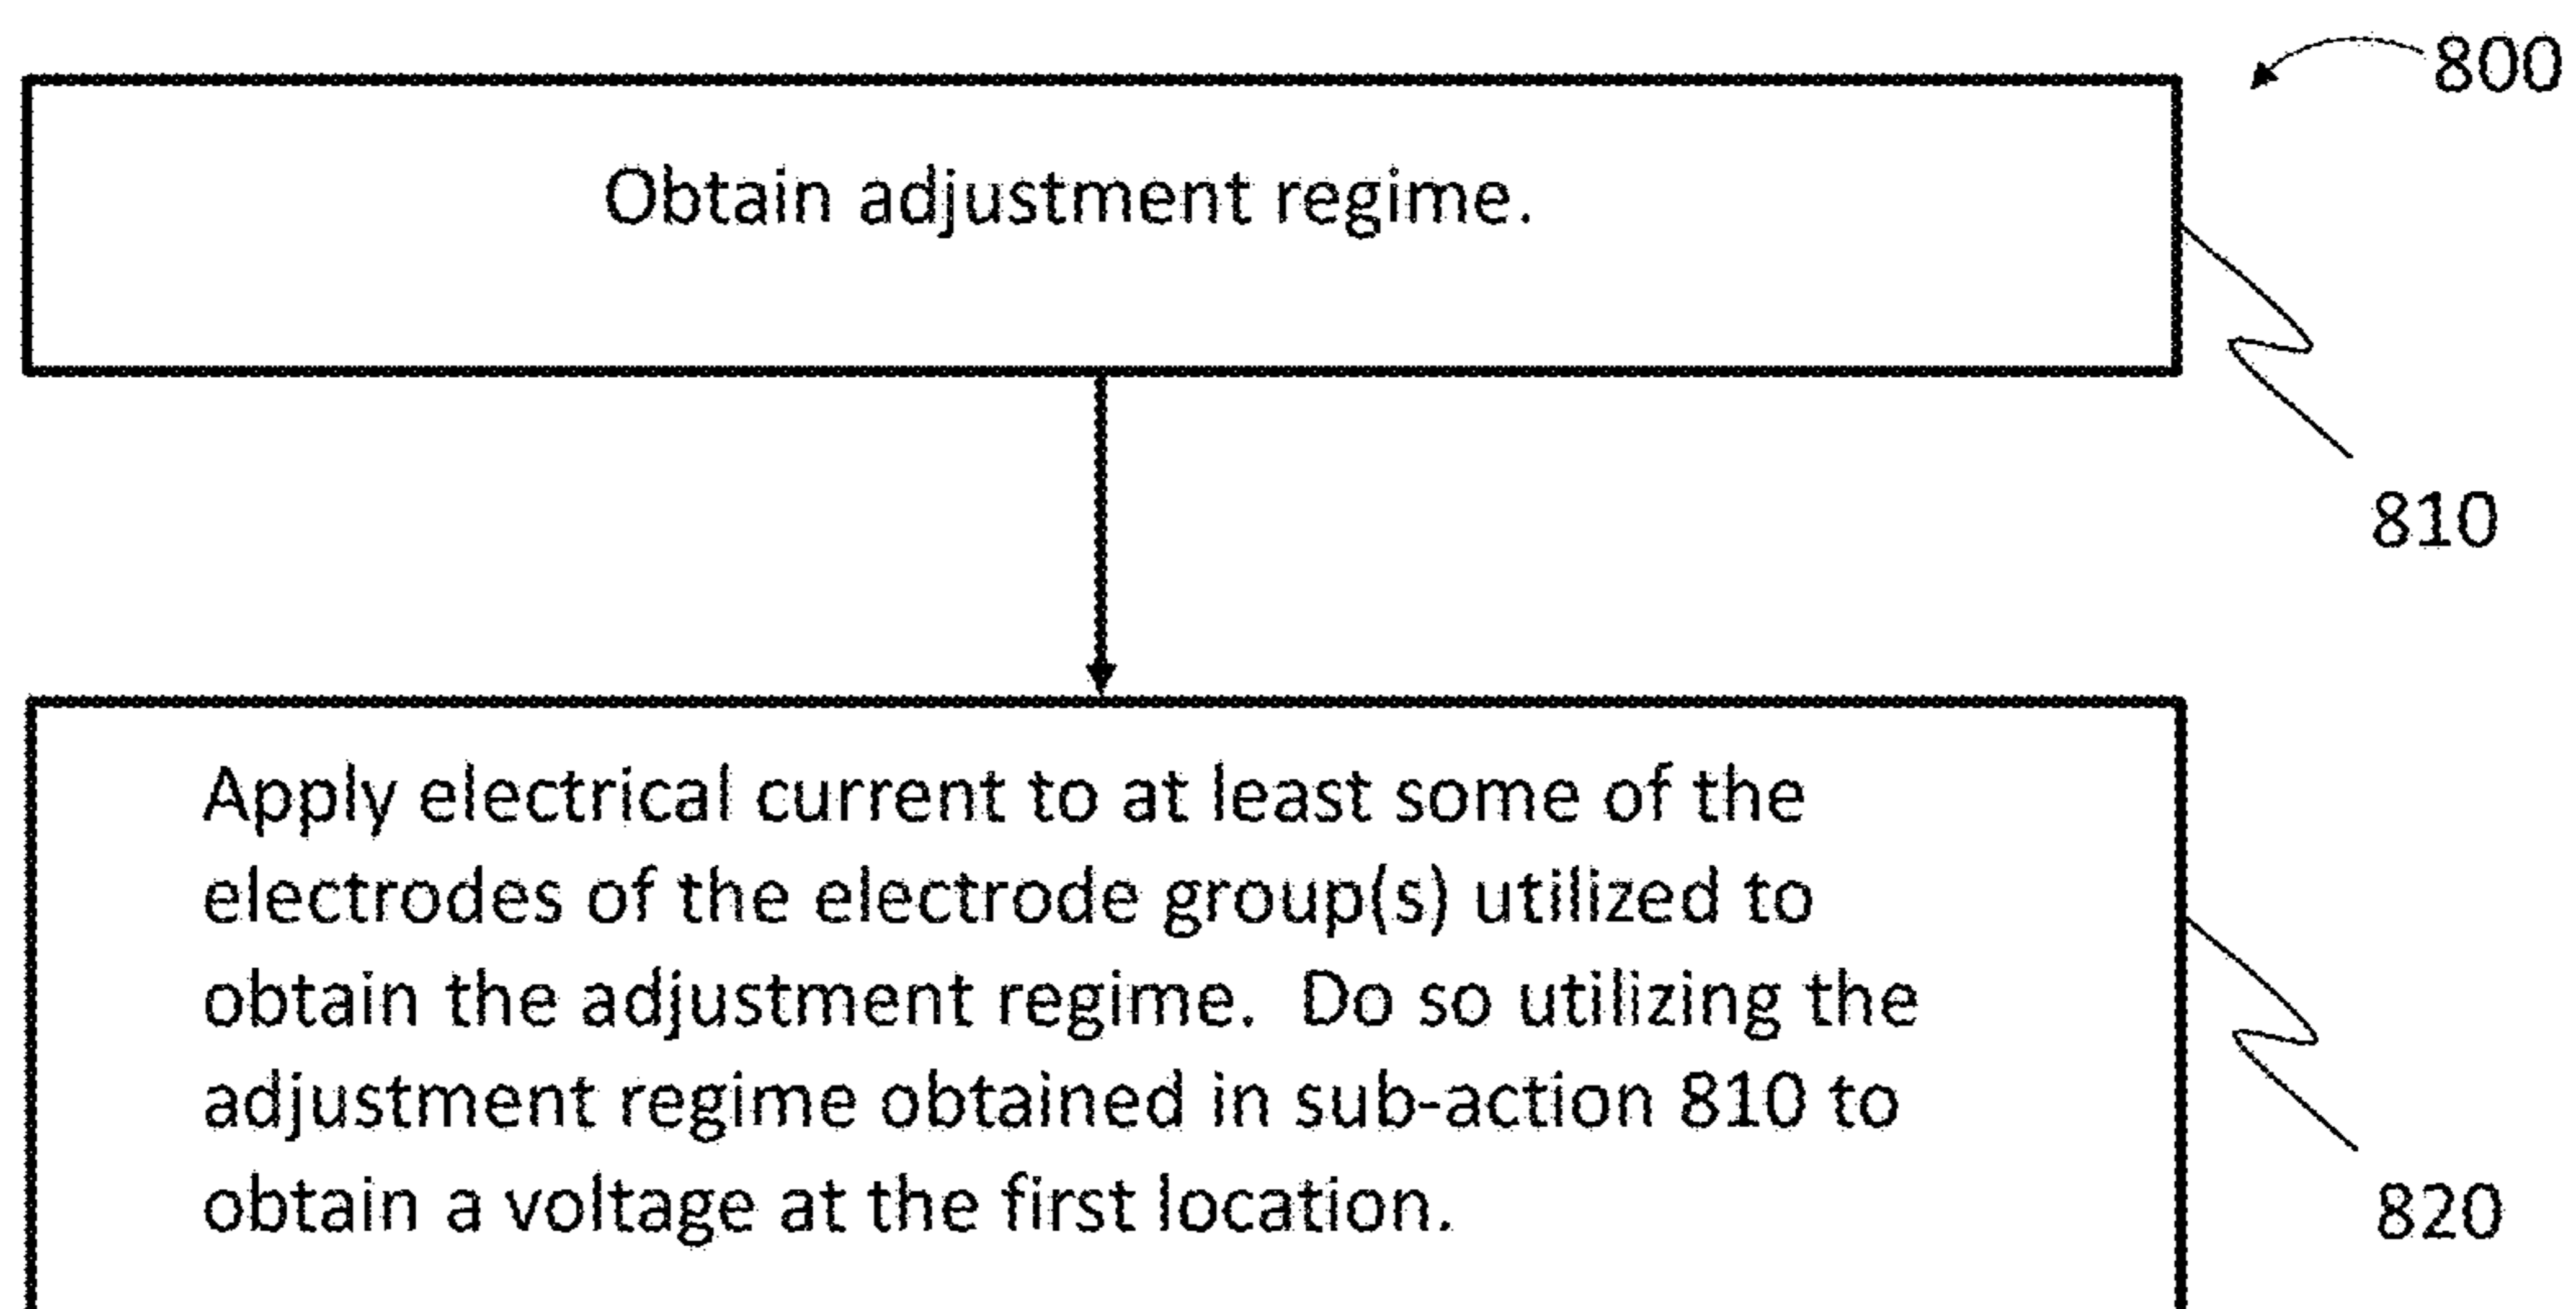 800
Obtain adjustment regime.
810
Apply electrical current to at least some of the
electrodes of the electrode group(s) utilized to
obtain the adjustment regime.  Do so utilizing the
adjustment regime obtained in sub-action 810 to
obtain a voltage at the first location.
820